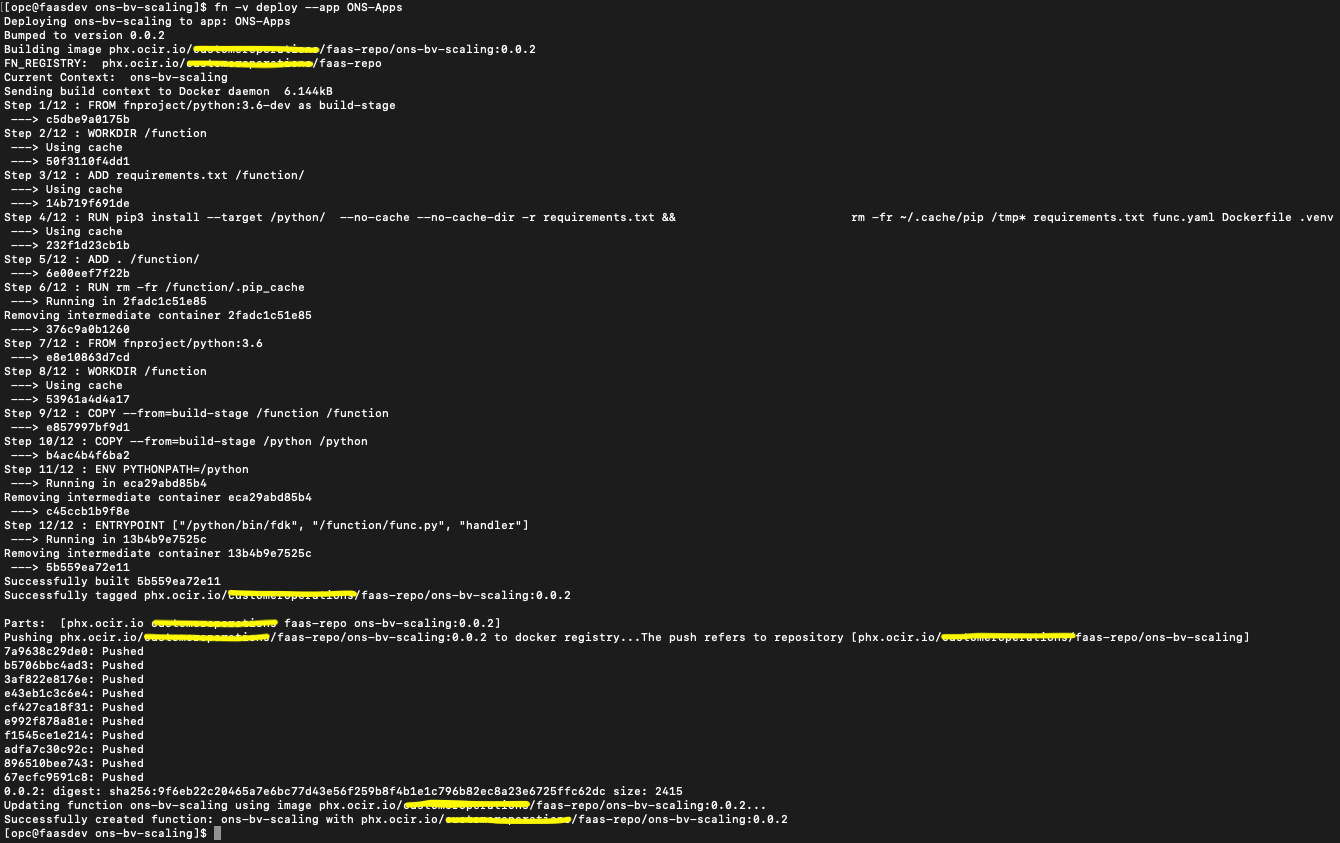 [[opc@faasdev ons-bv-scaling]$ fn -v deploy --app ONS-Apps
Deploying ons-bv-scaling to app: ONS-Apps
Bumped to version 0.0.2
Building image phx.ocir.io/ /faas-repo/ons-bv-scaling:0.0.2
FN_REGISTRY:  phx.ocir.io/ /faas-repo
Current Context:  ons-bv-scaling
Sending build context to Docker daemon  6.144kB
Step 1/12 : FROM fnproject/python:3.6-dev as build-stage
 ---> c5dbe9a0175b
Step 2/12 : WORKDIR /function
 ---> Using cache
 ---> 50f3110f4dd1
Step 3/12 : ADD requirements.txt /function/
 ---> Using cache
 ---> 14b719f691de
Step 4/12 : RUN pip3 install --target /python/  --no-cache --no-cache-dir -r requirements.txt &&                         rm -fr ~/.cache/pip /tmp* requirements.txt func.yaml Dockerfile .venv
 ---> Using cache
 ---> 232f1d23cb1b
Step 5/12 : ADD . /function/
 ---> 6e00eef7f22b
Step 6/12 : RUN rm -fr /function/.pip_cache
 ---> Running in 2fadc1c51e85
Removing intermediate container 2fadc1c51e85
 ---> 376c9a0b1260
Step 7/12 : FROM fnproject/python:3.6
 ---> e8e10863d7cd
Step 8/12 : WORKDIR /function
 ---> Using cache
 ---> 53961a4d4a17
Step 9/12 : COPY --from=build-stage /function /function
 ---> e857997bf9d1
Step 10/12 : COPY --from=build-stage /python /python
 ---> b4ac4b4f6ba2
Step 11/12 : ENV PYTHONPATH=/python
 ---> Running in eca29abd85b4
Removing intermediate container eca29abd85b4
 ---> c45ccb1b9f8e
Step 12/12 : ENTRYPOINT ["/python/bin/fdk", "/function/func.py", "handler"]
 ---> Running in 13b4b9e7525c
Removing intermediate container 13b4b9e7525c
 ---> 5b559ea72e11
Successfully built 5b559ea72e11
Successfully tagged phx.ocir.io/ /faas-repo/ons-bv-scaling:0.0.2
Parts:  [phx.ocir.io  faas-repo ons-bv-scaling:0.0.2]
Pushing phx.ocir.io/ /faas-repo/ons-bv-scaling:0.0.2 to docker registry...The push refers to repository [phx.ocir.io/ /faas-repo/ons-bv-scaling]
7a9638c29de0: Pushed
b5706bbc4ad3: Pushed
3af822e8176e: Pushed
e43eb1c3c6e4: Pushed
cf427ca18f31: Pushed
e992f878a81e: Pushed
f1545ce1e214: Pushed
adfa7c30c92c: Pushed
896510bee743: Pushed
67ecfc9591c8: Pushed
0.0.2: digest: sha256:9f6eb22c20465a7e6bc77d43e56f259b8f4b1e1c796b82ec8a23e6725ffc62dc size: 2415
Updating function ons-bv-scaling using image phx.ocir.io/ /faas-repo/ons-bv-scaling:0.0.2...
Successfully created function: ons-bv-scaling with phx.ocir.io/ /faas-repo/ons-bv-scaling:0.0.2
[opc@faasdev ons-bv-scaling]$